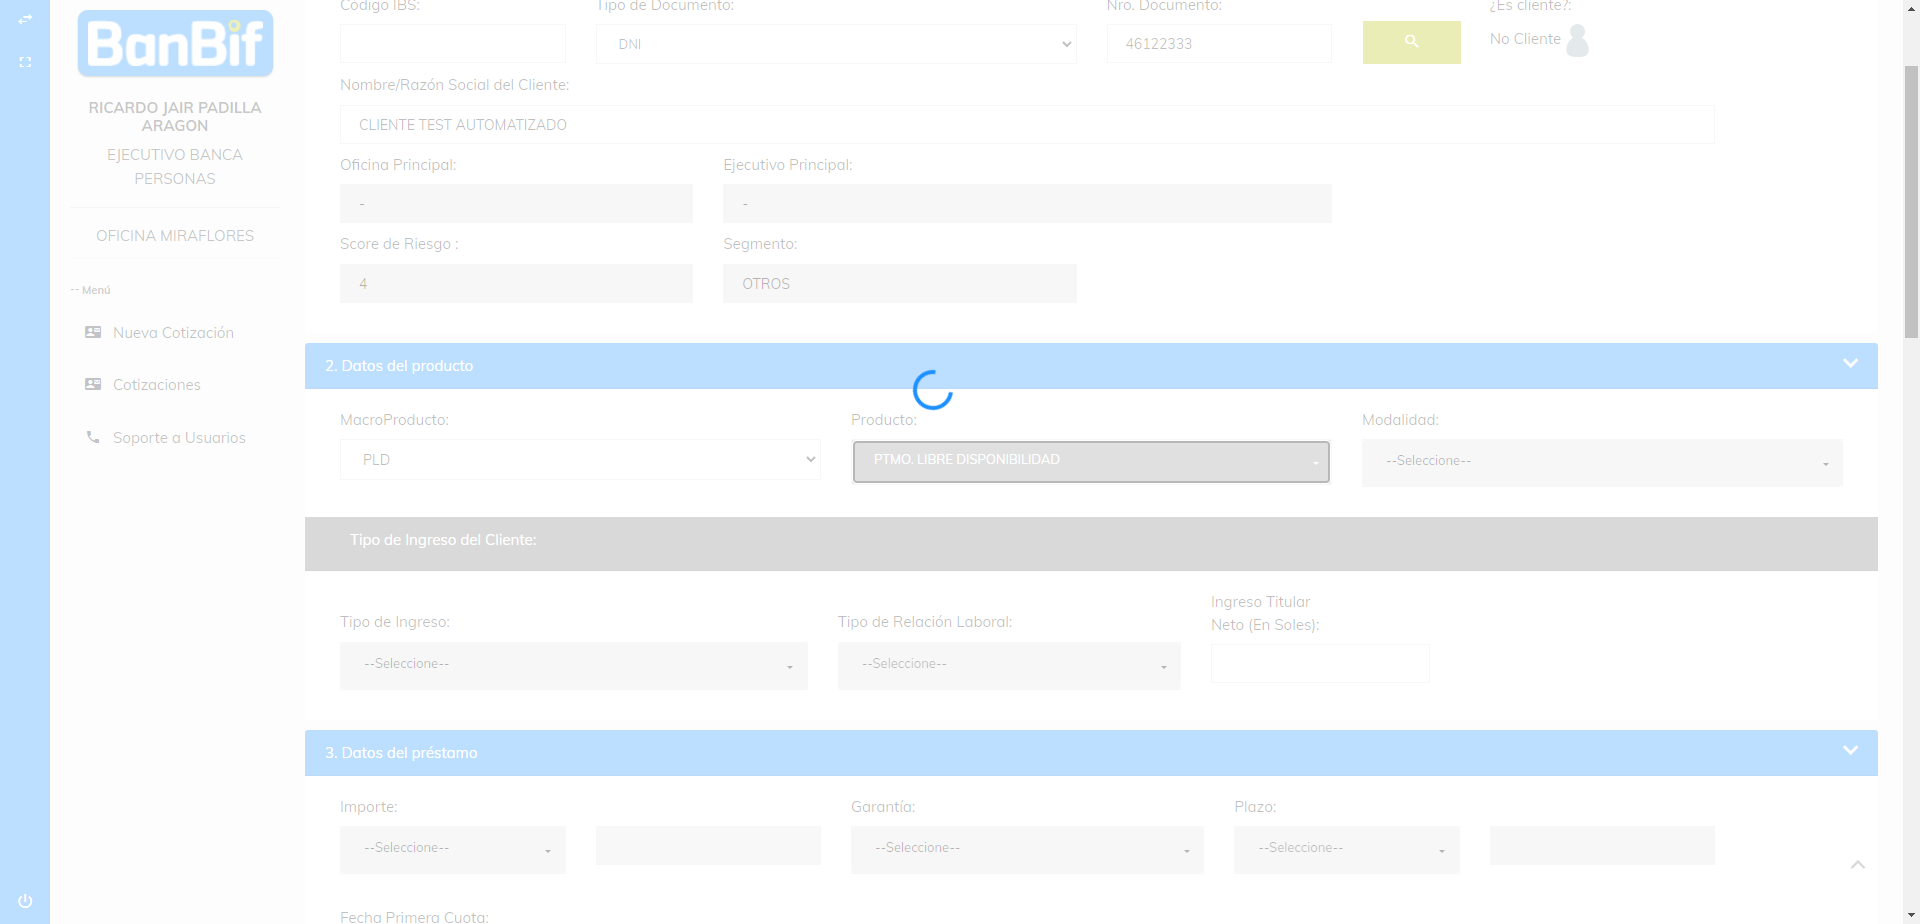 BanBif
RICARDO JAIR PADILLA
ARAGON
EJECUTIVO BANCA
PERSONAS
OFICINA MIRAFLORES
-- Menú
Nueva Cotización
Cotizaciones
Soporte a Usuarios
Código IBS:
Tipo de Documento:
Nro. Documento:
¿Es cliente?:
DNI
46122333
No Cliente
Nombre/Razón Social del Cliente:
CLIENTE TEST AUTOMATIZADO
Oficina Principal:
Ejecutivo Principal:
-
-
Score de Riesgo :
Segmento:
4
OTROS
2. Datos del producto
MacroProducto:
Producto:
Modalidad:
PLD
PTMO. LIBRE DISPONIBILIDAD
--Seleccione--
Tipo de Ingreso del Cliente:
Tipo de Ingreso:
Tipo de Relación Laboral:
Ingreso Titular
Neto (En Soles):
--Seleccione--
--Seleccione--
3. Datos del préstamo
Importe:
Garantía:
Plazo:
--Seleccione--
--Seleccione--
--Seleccione--
Fecha Primera Cuota: